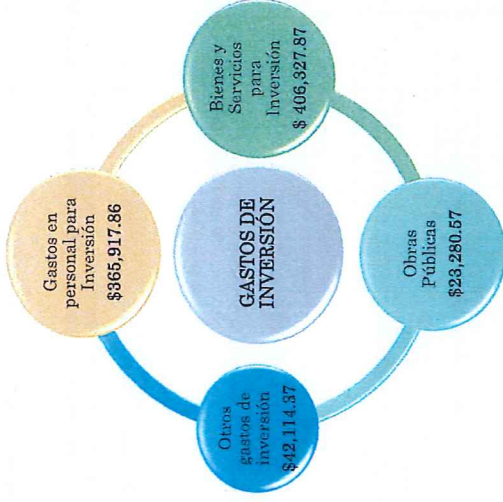 Gastos en
personal para
Inversión
$365,917.86
Bienes y
Servicios
para
Inversión
$ 406,327.87
GASTOS DE
INVERSIÓN
Otros
gastos de
inversión
$42,114.37
Obras
Públicas
$23,280.57